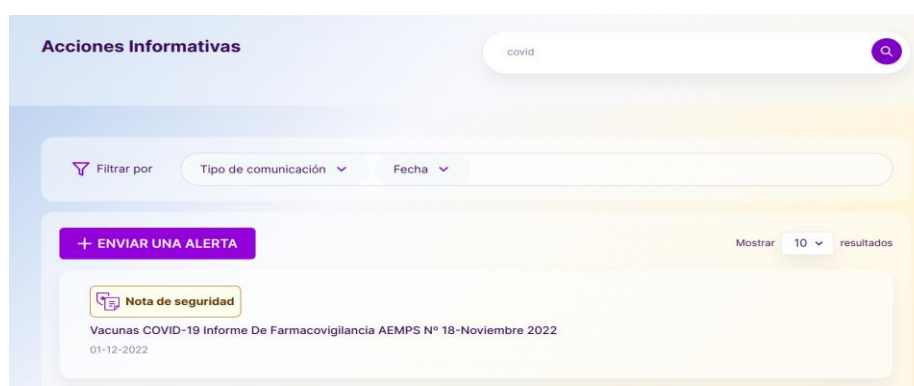 Acciones Informativas
covid
Filtrar por Tipo de comunicación Fecha
+ ENVIAR UNA ALERTA Mostrar 10 resultados
Nota de seguridad
Vacunas COVID-19 Informe De Farmacovigilancia AEMPS Nº 18-Noviembre 2022
01-12-2022